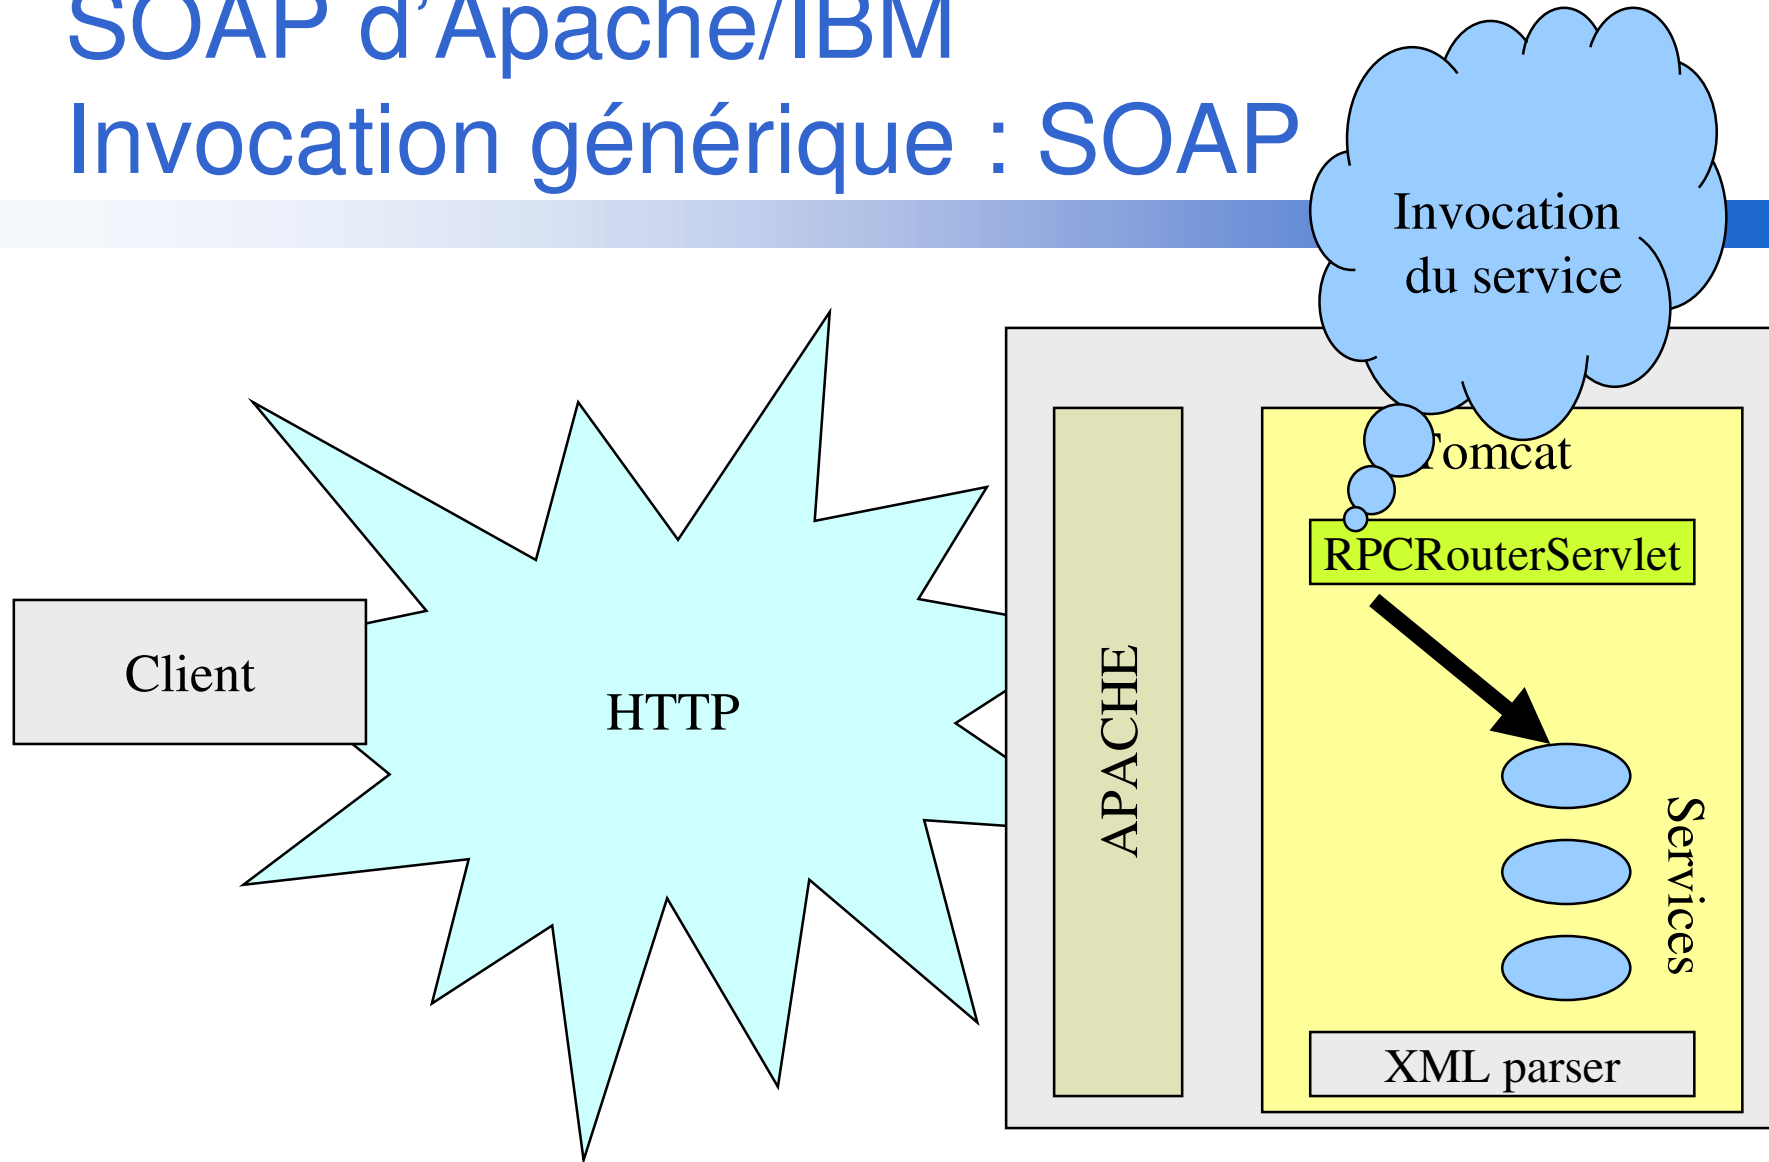 SOAP d’Apache/IBM
Invocation générique : SOAP
Invocation
du service
Tomcat
RPCRouterServlet
Client
HTTP
APACHE
Services
XML parser